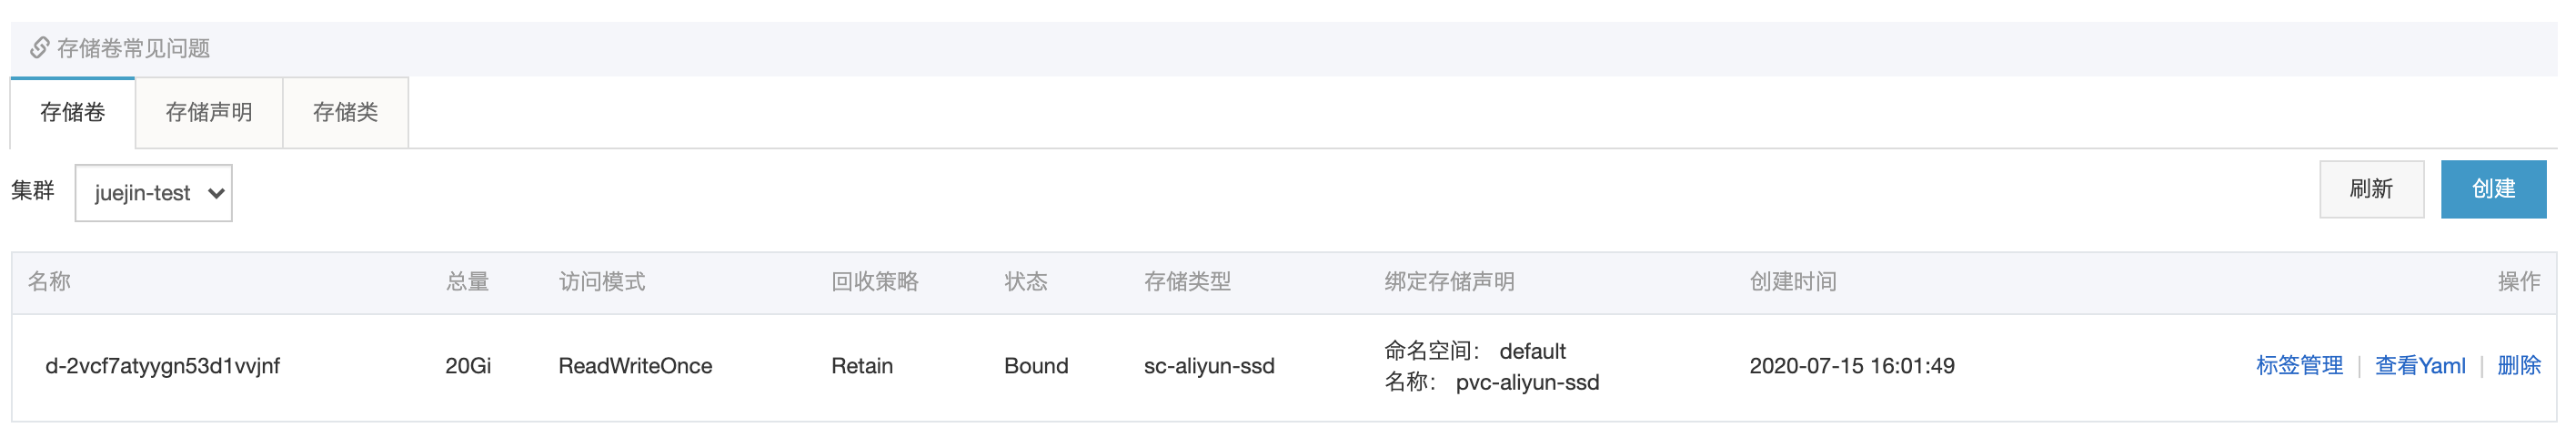 存储卷常见问题
存储卷 存储声明 存储类
集群 juejin-test 刷新 创建
名称 总量 访问模式 回收策略 状态 存储类型 绑定存储声明 创建时间 操作
d-2vcf7atyygn53d1vvjnf 20Gi ReadWriteOnce Retain Bound sc-aliyun-ssd 命名空间： default 2020-07-15 16:01:49 标签管理 | 查看Yaml | 删除
名称： pvc-aliyun-ssd